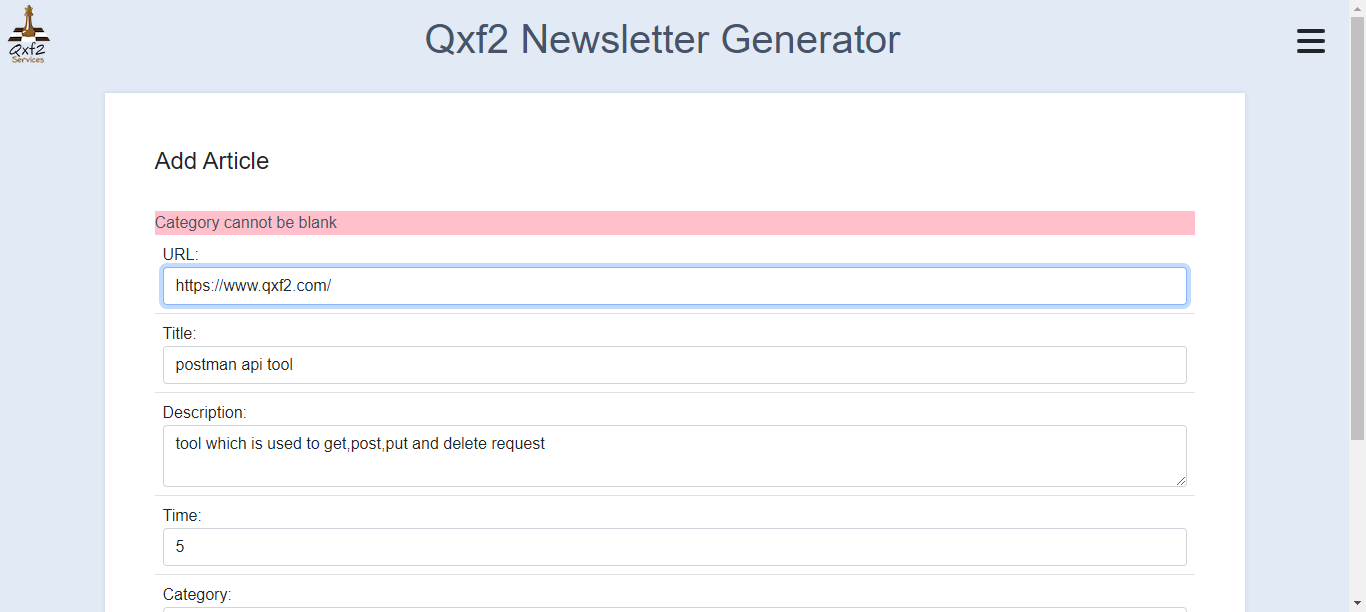 Qxf2
Services
Qxf2 Newsletter Generator
Add Article
Category cannot be blank
URL:
https://www.qxf2.com/
Title:
postman api tool
Description:
tool which is used to get,post,put and delete request
Time:
5
Category: